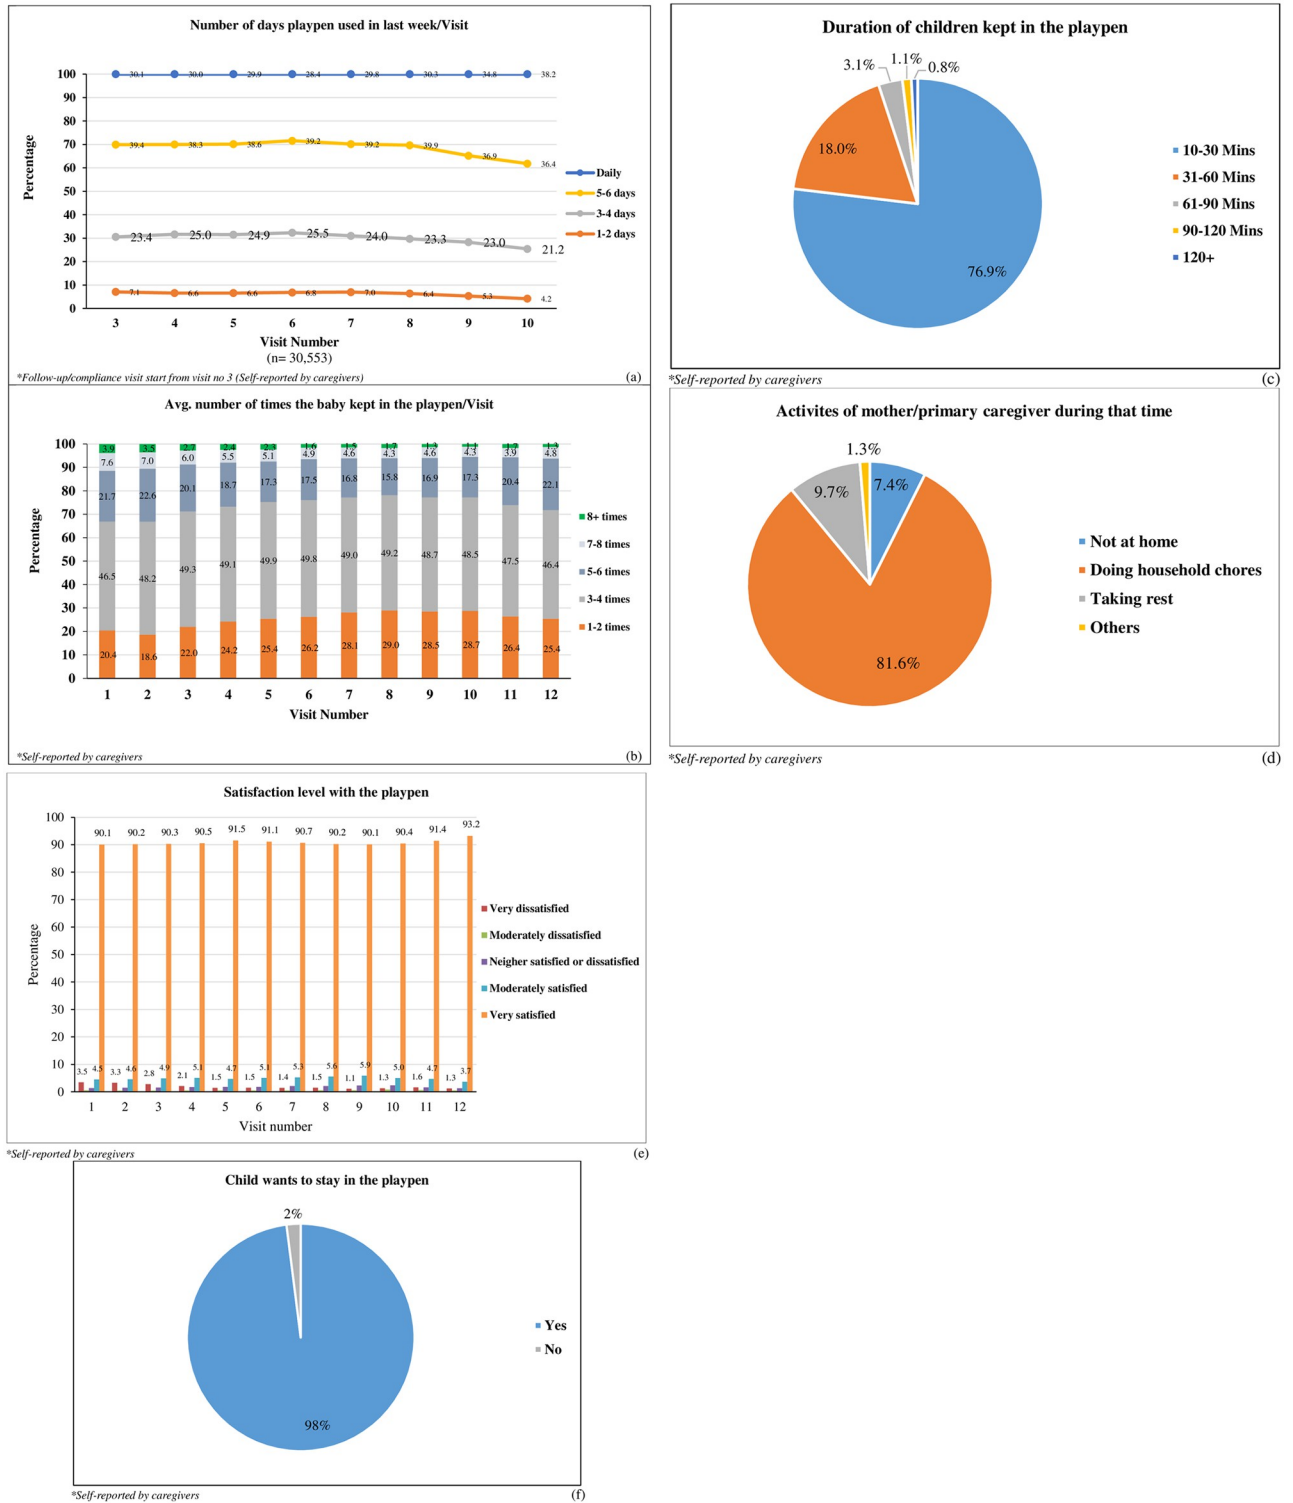 Number of days playpen used in last week/Visit
Percentage
100
90
80
70
60
50
40
30
20
10
0
30.1 30.0 29.9 28.4 29.8 30.3 34.8 38.2
39.4 38.3 38.6 39.2 39.2 39.9 36.9 36.4
23.4 25.0 24.9 25.5 24.0 23.3 23.0 21.2
7.1 6.6 6.6 6.8 7.0 6.4 5.3 4.2
Daily
5-6 days
3-4 days
1-2 days
3 4 5 6 7 8 9 10
Visit Number
(n= 30,553)
*Follow-up/compliance visit start from visit no 3 (Self-reported by caregivers)
(a)
Avg. number of times the baby kept in the playpen/Visit
Percentage
100
90
80
70
60
50
40
30
20
10
0
3.9 3.5 2.7 2.4 2.3 1.6 1.5 1.7 1.3 1.1 1.7 1.3
7.6 7.0 6.0 5.5 5.1 4.9 4.6 4.3 4.6 4.3 3.9 4.8
21.7 22.6 20.1 18.7 17.3 17.5 16.8 15.8 16.9 17.3 20.4 22.1
46.5 48.2 49.3 49.1 49.9 49.8 49.0 49.2 48.7 48.5 47.5 46.4
20.4 18.6 22.0 24.2 25.4 26.2 28.1 29.0 28.5 28.7 26.4 25.4
8+ times
7-8 times
5-6 times
3-4 times
1-2 times
1 2 3 4 5 6 7 8 9 10 11 12
Visit Number
*Self-reported by caregivers
(b)
Duration of children kept in the playpen
3.1% 1.1% 0.8%
18.0%
76.9%
10-30 Mins
31-60 Mins
61-90 Mins
90-120 Mins
120+
*Self-reported by caregivers
(c)
Activites of mother/primary caregiver during that time
1.3%
9.7% 7.4%
81.6%
Not at home
Doing household chores
Taking rest
Others
*Self-reported by caregivers
(d)
Satisfaction level with the playpen
Percentage
100
90
80
70
60
50
40
30
20
10
0
90.1 90.2 90.3 90.5 91.5 91.1 90.7 90.2 90.1 90.4 91.4 93.2
3.5 4.5 3.3 4.6 2.8 4.9 2.1 5.1 1.5 4.7 1.5 5.1 1.4 5.3 1.5 5.6 1.1 5.9 1.3 5.0 1.6 4.7 1.3 3.7
Very dissatisfied
Moderately dissatisfied
Neigher satisfied or dissatisfied
Moderately satisfied
Very satisfied
1 2 3 4 5 6 7 8 9 10 11 12
Visit number
*Self-reported by caregivers
(e)
Child wants to stay in the playpen
2%
98%
Yes
No
*Self-reported by caregivers
(f)